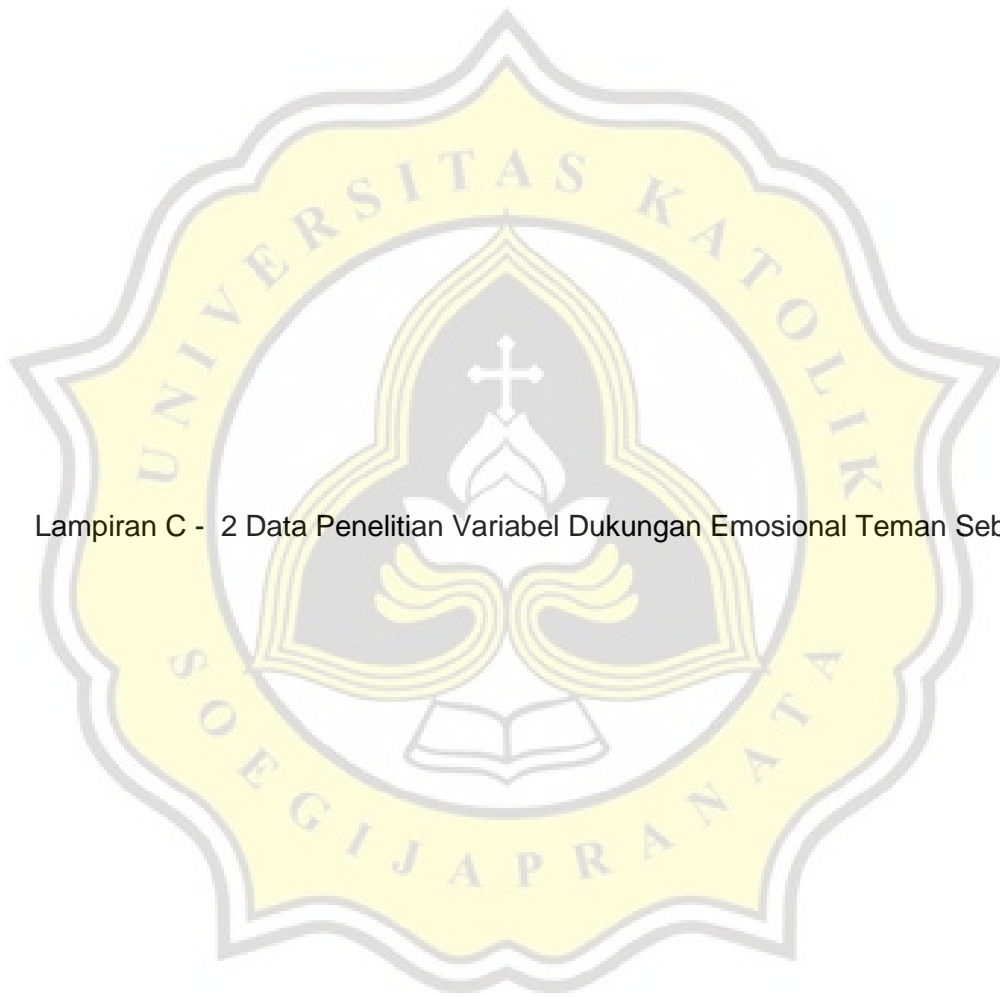 UNIVERSITAS KATOLIK
Lampiran C - 2 Data Penelitian Variabel Dukungan Emosional Teman Seb
SOEGIJAPRANATA